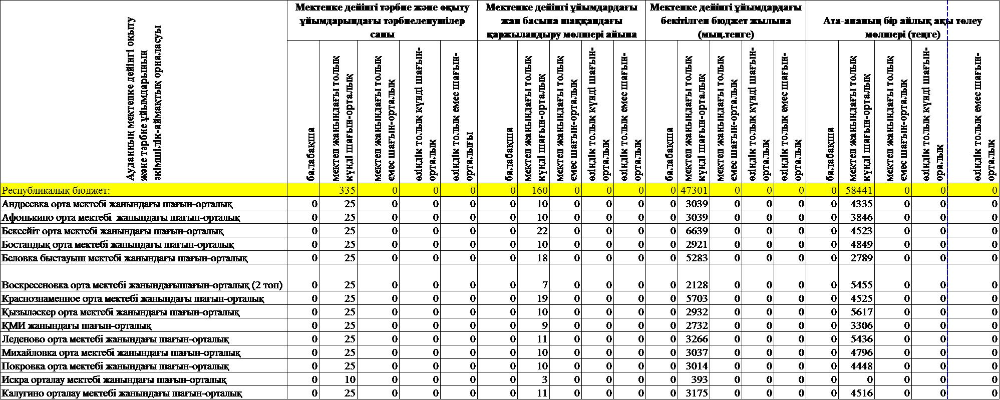 Ауданның мектепке дейінгі оқыту
және тәрбие ұйымдарының
әкімшілік-аймақтық орналасуы
Мектепке дейінгі тәрбие және оқыту
ұйымдарындағы тәрбиеленушілер
саны
Мектепке дейінгі ұйымдардағы
жан басына шаққандағы
қаржыландыру мөлшері айына
Мектепке дейінгі ұйымдардағы
бекітілген бюджет жылына
(мың.тенге)
Ата-ананың бір айлық ақы төлеу
мөлшері (теңге)
балабақша
мектеп жанындағы толық
күнді шағын-орталық
мектеп жанындағы толық
емес шағын-орталық
өзіндік толық күнді шағын-
орталық
өзіндік толық емес шағын-
орталығы
балабақша
мектеп жанындағы толық
күнді шағын-орталық
мектеп жанындағы толық
емес шағын-орталық
өзіндік толық күнді шағын-
орталық
өзіндік толық емес шағын-
орталық
балабақша
мектеп жанындағы толық
күнді шағын-орталық
мектеп жанындағы толық
емес шағын-орталық
өзіндік толық күнді шағын-
орталық
өзіндік толық емес шағын-
орталық
балабақша
мектеп жанындағы толық
күнді шағын-орталық
мектеп жанындағы толық
емес шағын-орталық
өзіндік толық күнді шағын-
оралық
өзіндік толық емес шағын-
орталық
Республикалық бюджет: 335 0 0 0 0 160 0 0 0 0 47301 0 0 0 0 58441 0 0 0
Андреевка орта мектебі жанындағы шағын-орталық 0 25 0 0 0 0 10 0 0 0 0 3039 0 0 0 0 4335 0 0 0
Афонькино орта мектебі жанындағы шағын-орталық 0 25 0 0 0 0 10 0 0 0 0 3039 0 0 0 0 3846 0 0 0
Бексейіт орта мектебі жанындағы шағын-орталық 0 25 0 0 0 0 22 0 0 0 0 6639 0 0 0 0 4523 0 0 0
Бостандық орта мектебі жанындағы шағын-орталық 0 25 0 0 0 0 10 0 0 0 0 2921 0 0 0 0 4849 0 0 0
Беловка быстауыш мектебі жанындағы шағын-орталық 0 25 0 0 0 0 18 0 0 0 0 5283 0 0 0 0 2789 0 0 0
Воскресеновка орта мектебі жанындағышағын-орталық (2 топ) 0 25 0 0 0 0 7 0 0 0 0 2128 0 0 0 0 5455 0 0 0
Краснознаменное орта мектебі жанындағы шағын-орталық 0 25 0 0 0 0 19 0 0 0 0 5703 0 0 0 0 4525 0 0 0
Қызыләскер орта мектебі жанындағы шағын-орталық 0 25 0 0 0 0 10 0 0 0 0 2932 0 0 0 0 5617 0 0 0
ҚМИ жанындағы шағын-орталық 0 25 0 0 0 0 9 0 0 0 0 2732 0 0 0 0 3306 0 0 0
Леденово орта мектебі жанындағы шағын-орталық 0 25 0 0 0 0 11 0 0 0 0 3266 0 0 0 0 5436 0 0 0
Михайловка орта мектебі жанындағы шағын-орталық 0 25 0 0 0 0 10 0 0 0 0 3037 0 0 0 0 4796 0 0 0
Покровка орта мектебі жанындағы шағын-орталық 0 25 0 0 0 0 10 0 0 0 0 3014 0 0 0 0 4448 0 0 0
Искра орталау мектебі жанындағы шағын-орталық 0 10 0 0 0 0 3 0 0 0 0 393 0 0 0 0 0 0 0 0
Калугино орталау мектебі жанындағы шағын-орталық 0 25 0 0 0 0 11 0 0 0 0 3175 0 0 0 0 4516 0 0 0